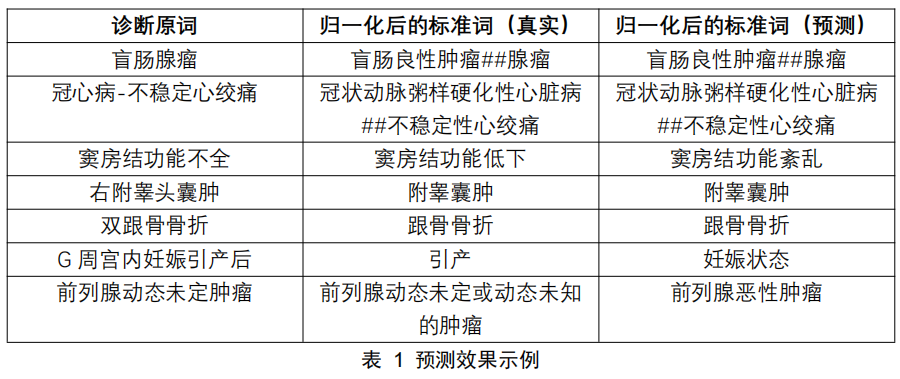 诊断原词 归一化后的标准词（真实） 归一化后的标准词（预测）
盲肠腺瘤 盲肠良性肿瘤##腺瘤 盲肠良性肿瘤##腺瘤
冠心病-不稳定心绞痛 冠状动脉粥样硬化性心脏病 冠状动脉粥样硬化性心脏病
##不稳定性心绞痛 ##不稳定性心绞痛
窦房结功能不全 窦房结功能低下 窦房结功能紊乱
右附睾头囊肿 附睾囊肿 附睾囊肿
双跟骨骨折 跟骨骨折 跟骨骨折
G 周宫内妊娠引产后 引产 妊娠状态
前列腺动态未定肿瘤 前列腺动态未定或动态未知 前列腺恶性肿瘤
的肿瘤
表 1 预测效果示例